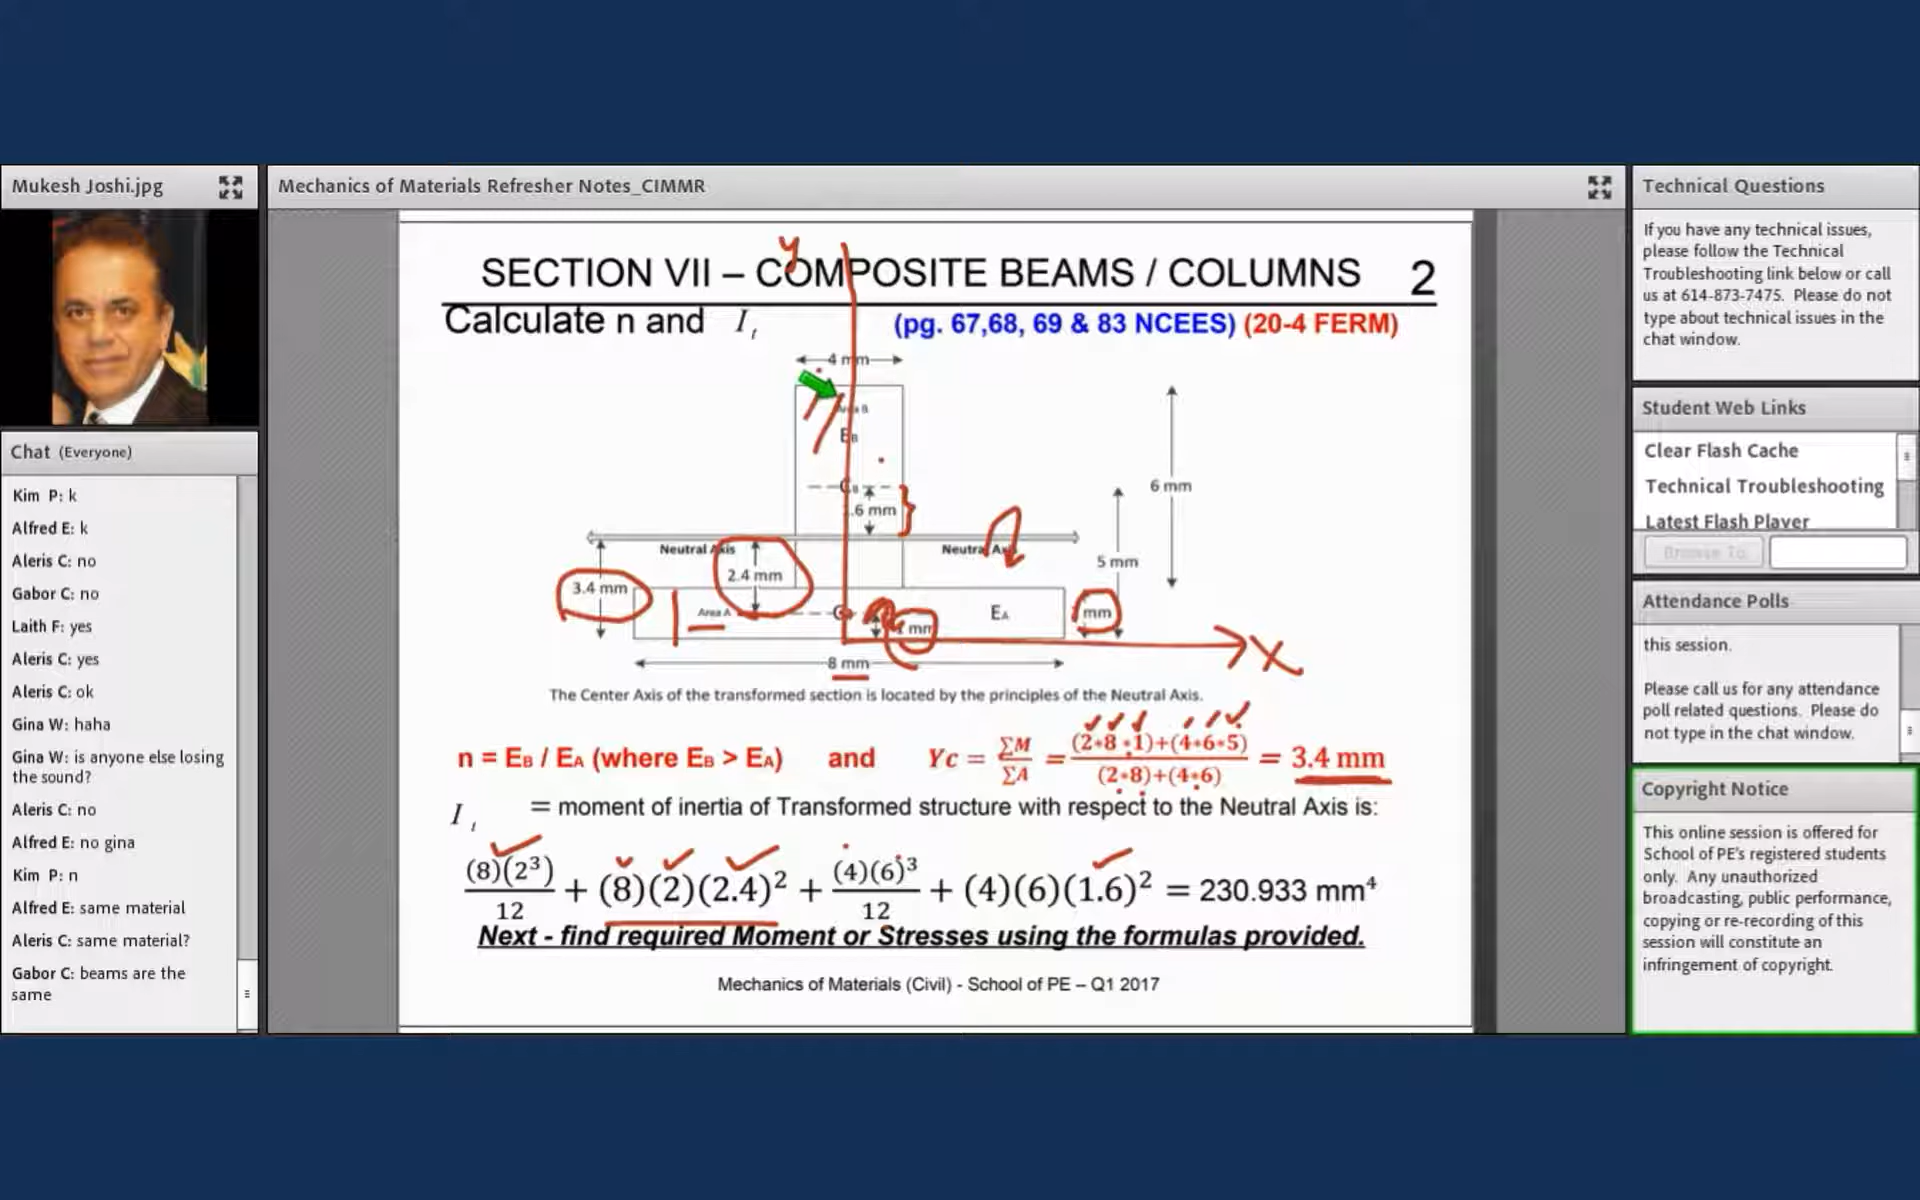 Mukesh Joshi.jpg
Chat (Everyone)
Kim P: k
Alfred E: k
Aleris C: no
Gabor C: no
Laith F: yes
Aleris C: yes
Aleris C: ok
Gina W: haha
Gina W: is anyone else losing
the sound?
Aleris C: no
Alfred E: no gina
Kim P: n
Alfred E: same material
Aleris C: same material?
Gabor C: beams are the
same
Mechanics of Materials Refresher Notes_CIMMR
y
SECTION VII – COMPOSITE BEAMS / COLUMNS 2
Calculate n and I t (pg. 67,68, 69 & 83 NCEES) (20-4 FERM)
4 mm
EB
6 mm
.6 mm
Neutral Axis
Neutral Axis
5 mm
2.4 mm
3.4 mm
Area A
EA
mm
mm
8 mm
X
The Center Axis of the transformed section is located by the principles of the Neutral Axis.
n = EB / EA (where EB > EA) and Yc = ΣM/ΣA = (2*8*1)+(4*6*5)/(2*8)+(4*6) = 3.4 mm
I t = moment of inertia of Transformed structure with respect to the Neutral Axis is:
(8)(2³)/12 + (8)(2)(2.4)² + (4)(6)³/12 + (4)(6)(1.6)² = 230.933 mm⁴
Next - find required Moment or Stresses using the formulas provided.
Mechanics of Materials (Civil) - School of PE – Q1 2017
Technical Questions
If you have any technical issues,
please follow the Technical
Troubleshooting link below or call
us at 614-873-7475. Please do not
type about technical issues in the
chat window.
Student Web Links
Clear Flash Cache
Technical Troubleshooting
Latest Flash Player
Browse To
Attendance Polls
this session.
Please call us for any attendance
poll related questions. Please do
not type in the chat window.
Copyright Notice
This online session is offered for
School of PE's registered students
only. Any unauthorized
broadcasting, public performance,
copying or re-recording of this
session will constitute an
infringement of copyright.